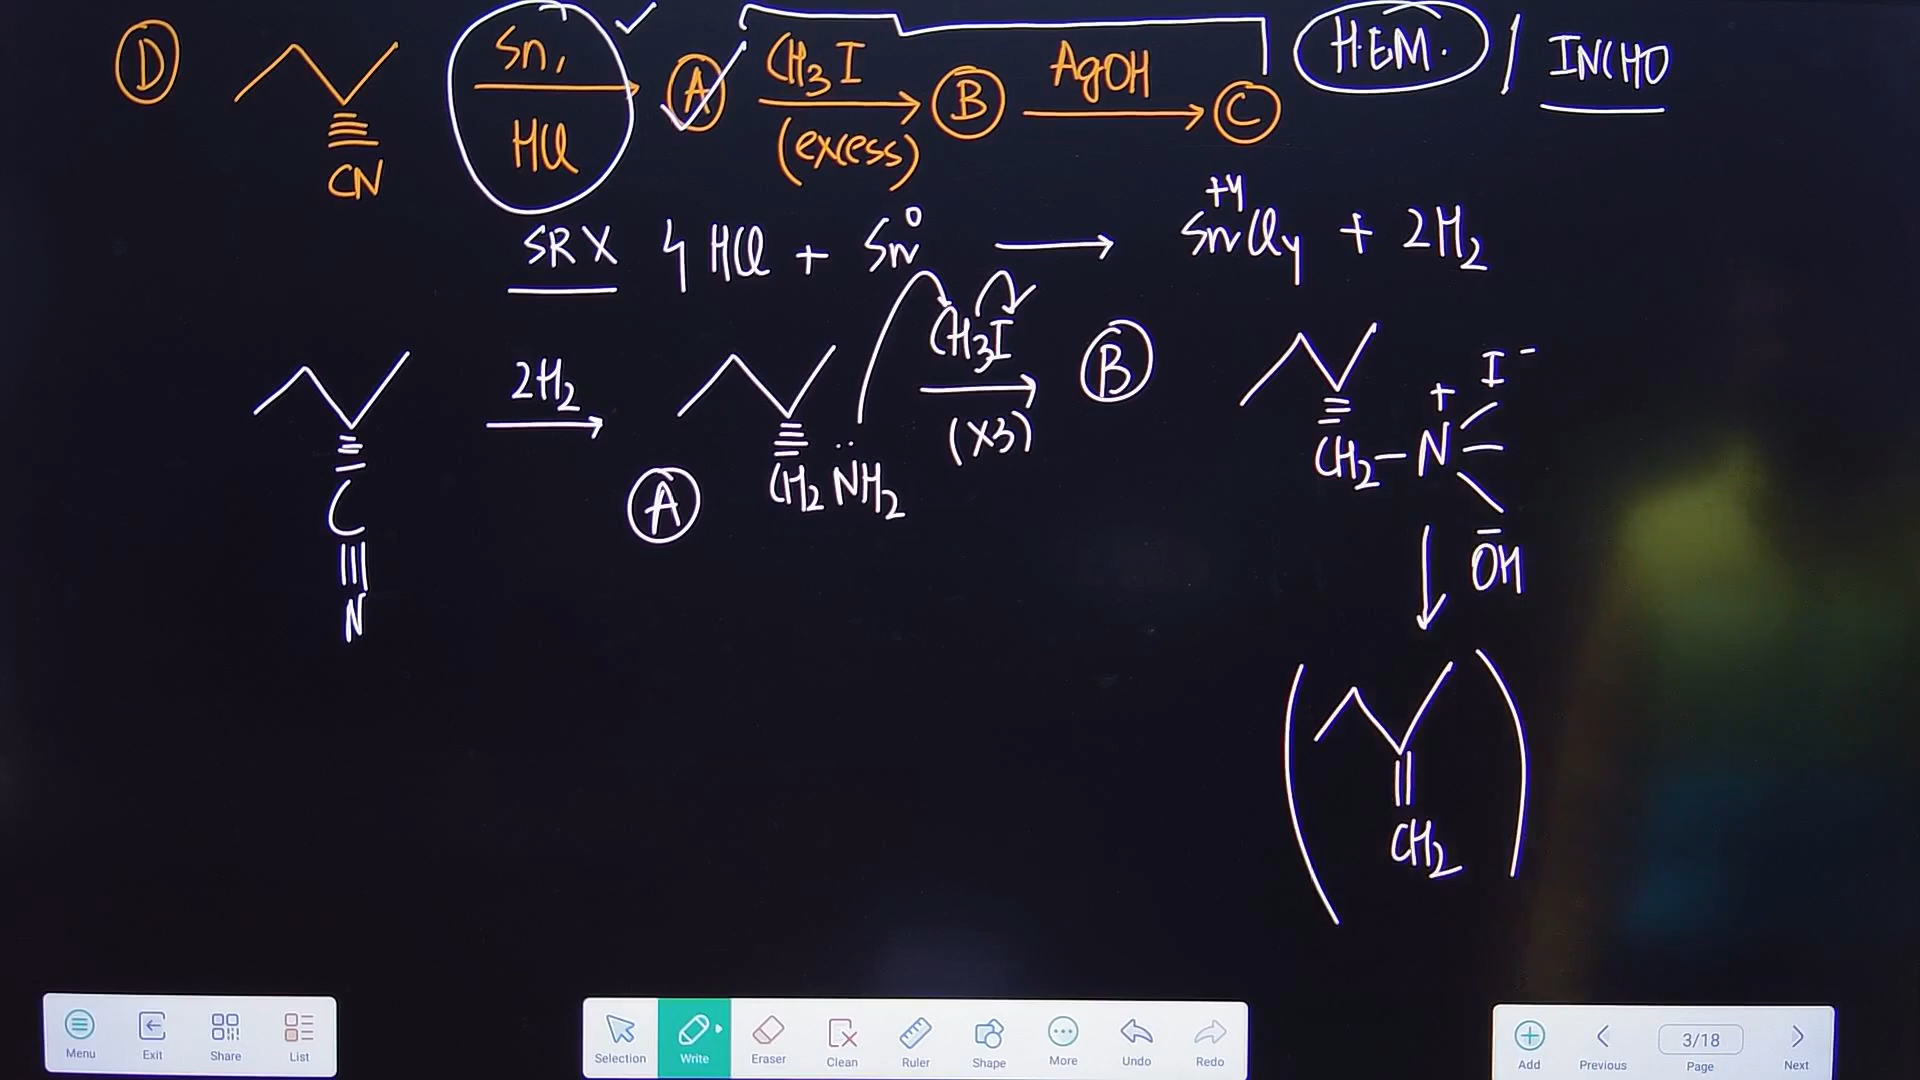 D
CN
Sn,
HCl
A
CH3I
(excess)
B
AgOH
C
H.E.M.
/ INCHO
SRX 4 HCl + Sn0 → +4 SnCl4 + 2H2
C
N
2H2
A
CH2 NH2
CH3I
(x3)
B
CH2 - N + I-
OH
CH2
Menu
Exit
Share
List
Selection
Write
Eraser
Clean
Ruler
Shape
More
Undo
Redo
Add
Previous
3/18
Page
Next